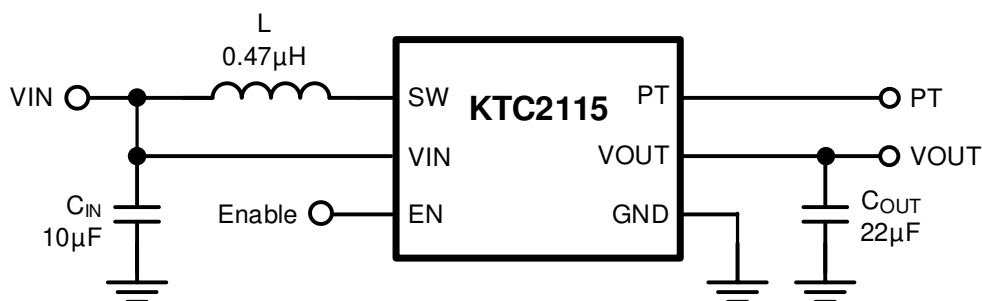 L
0.47µH
VIN
SW
KTC2115
PT
PT
VIN
VOUT
VOUT
Enable
EN
GND
CIN
10µF
COUT
22µF